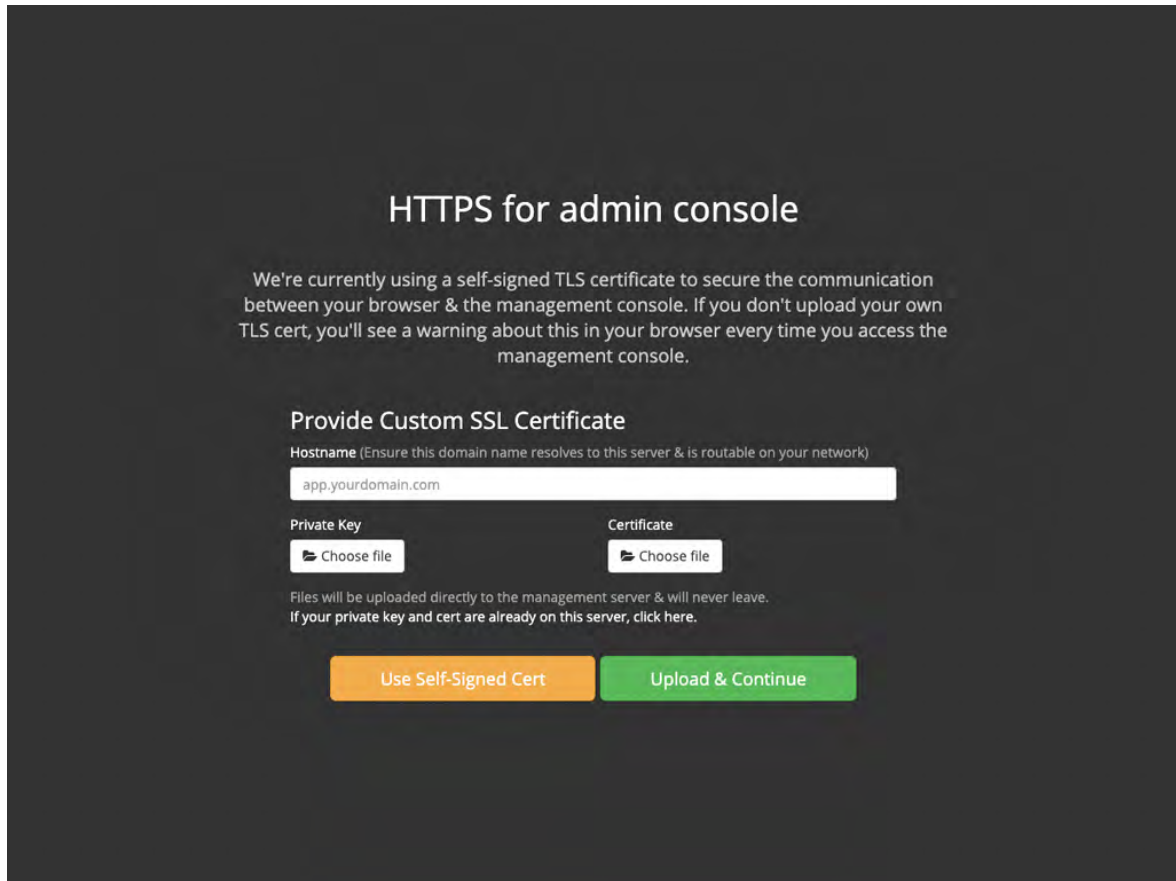 HTTPS for admin console
We're currently using a self-signed TLS certificate to secure the communication
between your browser & the management console. If you don't upload your own
TLS cert, you'll see a warning about this in your browser every time you access the
management console.
Provide Custom SSL Certificate
Hostname (Ensure this domain name resolves to this server & is routable on your network)
app.yourdomain.com
Private Key Certificate
Choose file Choose file
Files will be uploaded directly to the management server & will never leave.
If your private key and cert are already on this server, click here.
Use Self-Signed Cert Upload & Continue